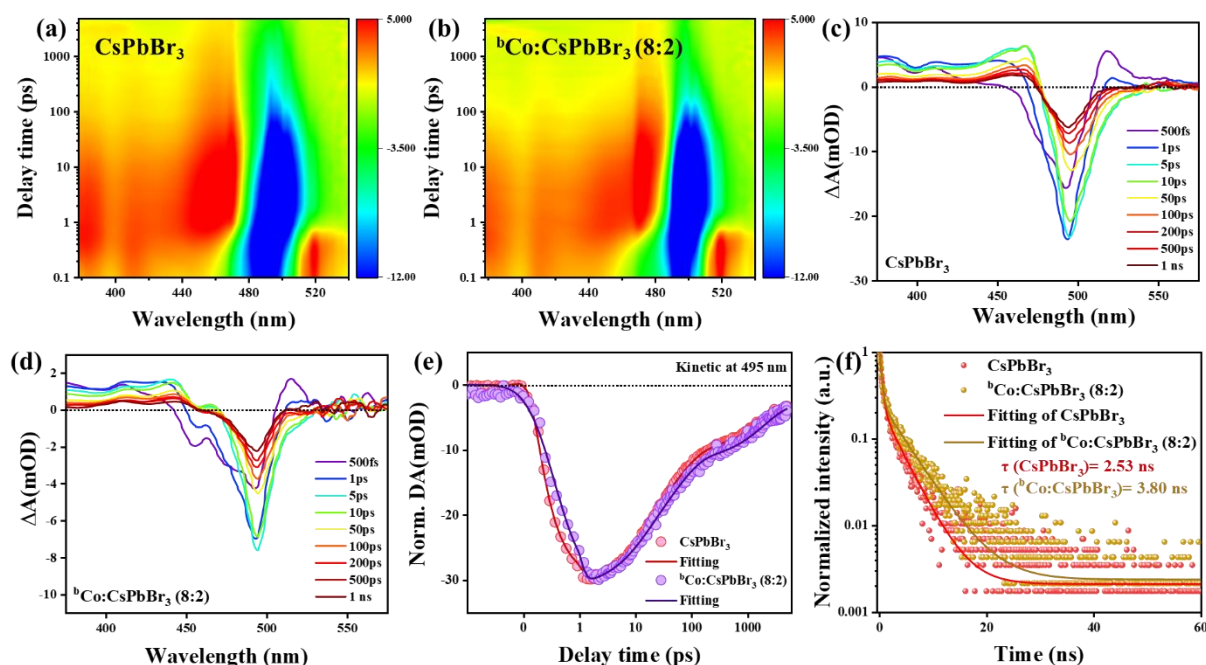 (a)
CsPbBr3
Delay time (ps)
1000
100
10
1
0.1
400
440
480
520
Wavelength (nm)
5.000
-3.500
-12.00
(b)
bCo:CsPbBr3 (8:2)
Delay time (ps)
1000
100
10
1
0.1
400
440
480
520
Wavelength (nm)
5.000
-3.500
-12.00
(c)
ΔA(mOD)
10
0
-10
-20
-30
400
450
500
550
Wavelength (nm)
500fs
1ps
5ps
10ps
50ps
100ps
200ps
500ps
1 ns
CsPbBr3
(d)
ΔA(mOD)
2
0
-2
-4
-6
-8
-10
400
450
500
550
Wavelength (nm)
500fs
1ps
5ps
10ps
50ps
100ps
200ps
500ps
1 ns
bCo:CsPbBr3 (8:2)
(e)
Kinetic at 495 nm
Norm. DA(mOD)
0
-10
-20
-30
0
1
10
100
1000
Delay time (ps)
CsPbBr3
Fitting
bCo:CsPbBr3 (8:2)
Fitting
(f)
Normalized intensity (a.u.)
1
0.1
0.01
0.001
0
20
40
60
Time (ns)
CsPbBr3
bCo:CsPbBr3 (8:2)
Fitting of CsPbBr3
Fitting of bCo:CsPbBr3 (8:2)
τ (CsPbBr3)= 2.53 ns
τ (bCo:CsPbBr3)= 3.80 ns